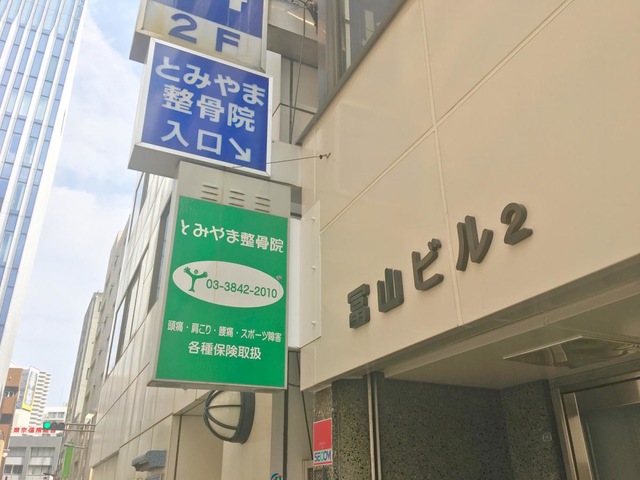 2F
とみやま
整骨院
入口↘
とみやま整骨院
03-3842-2010
頭痛・肩こり・腰痛・スポーツ障害
各種保険取扱
冨山ビル2
SECOM